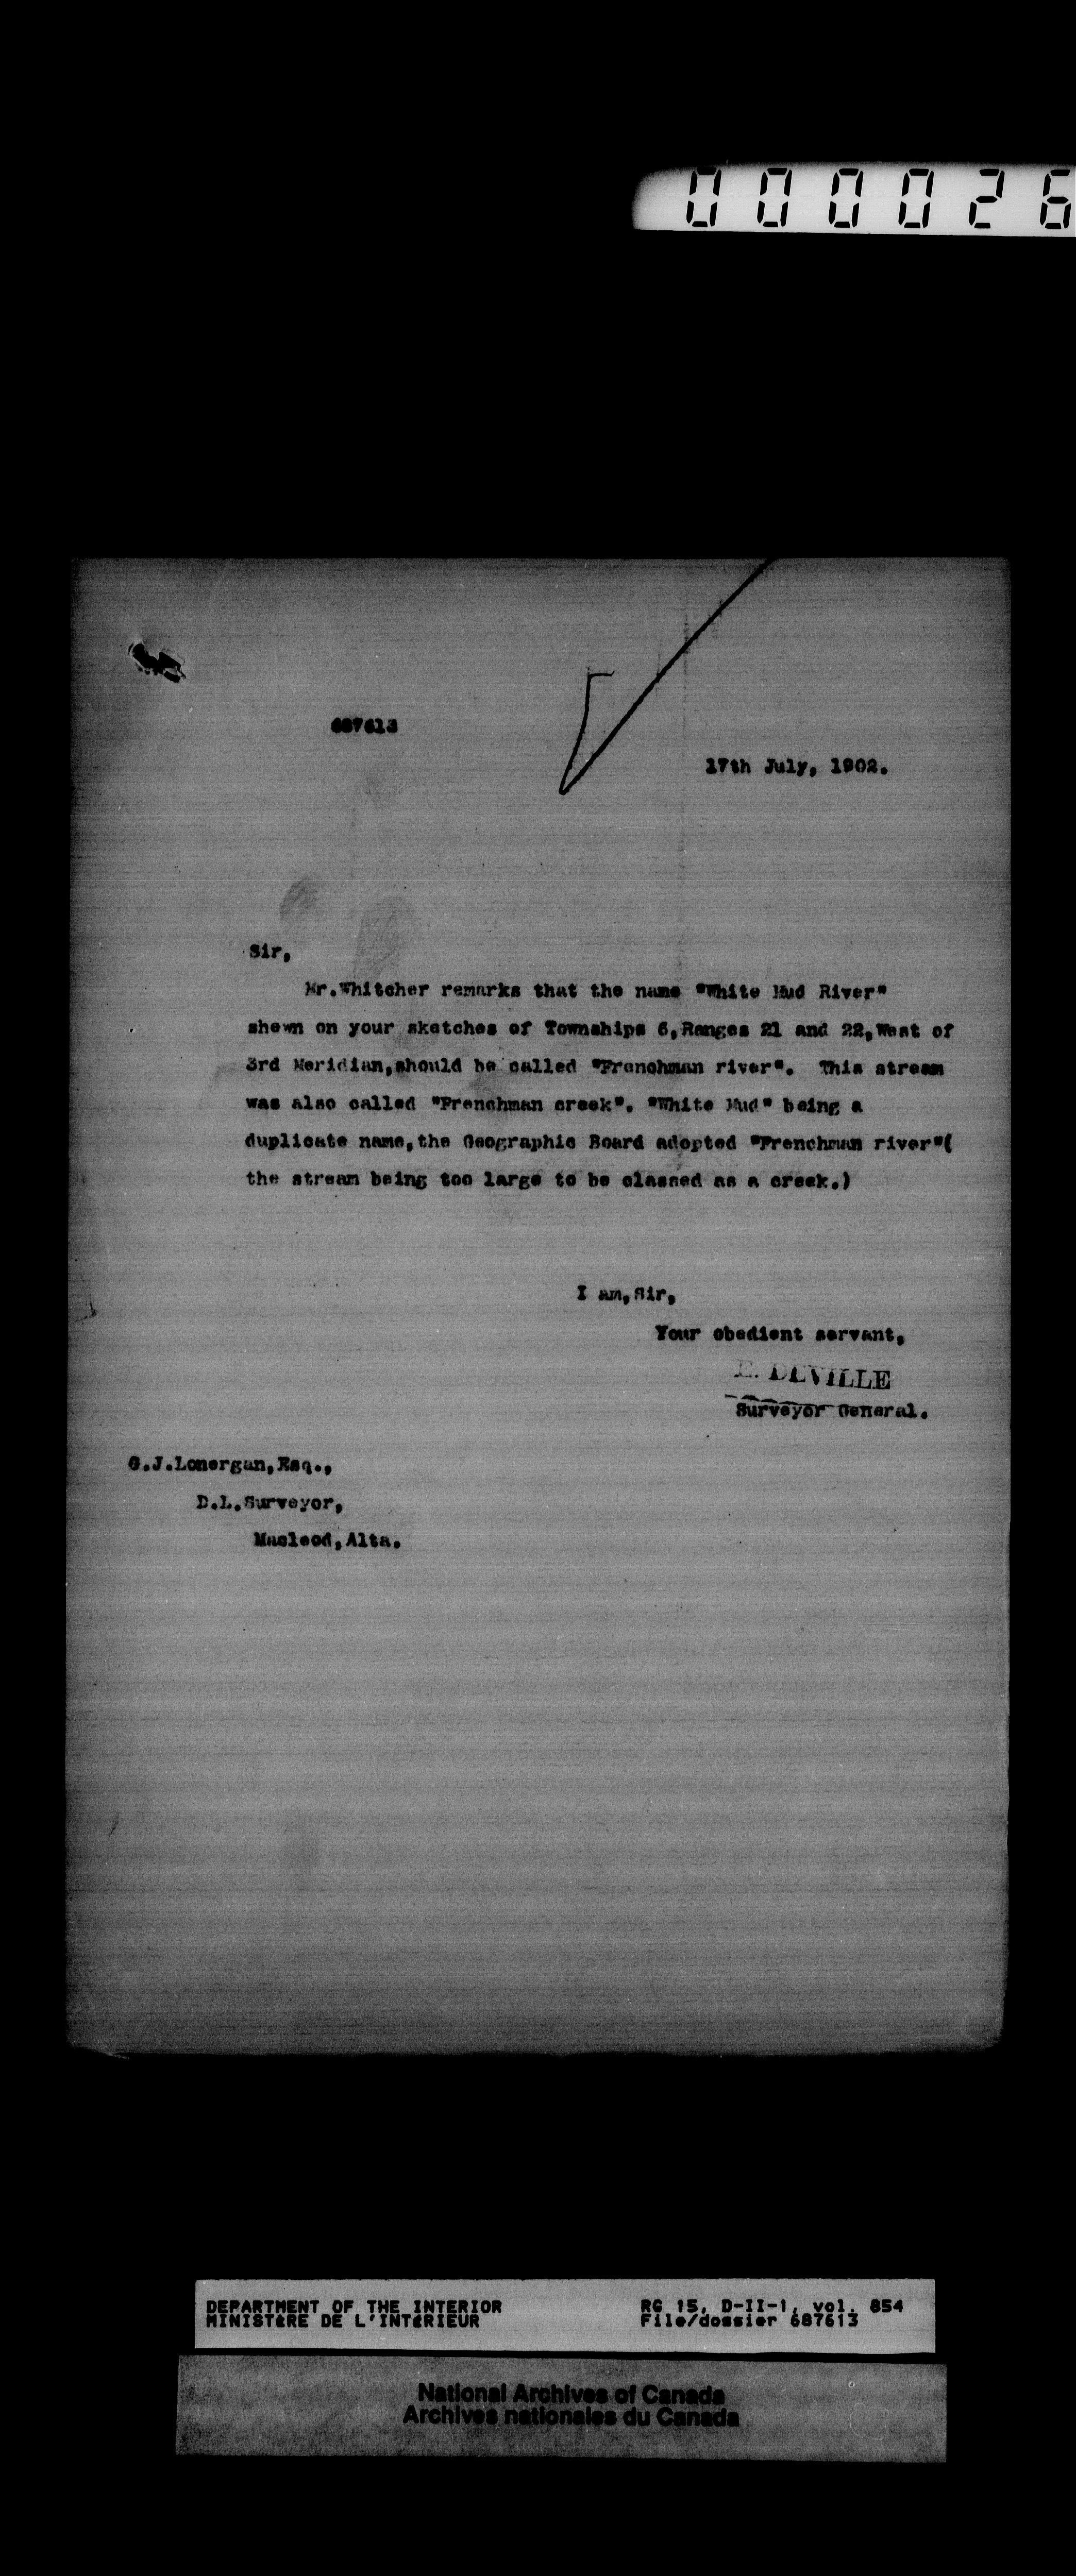 000026
687613
17th July, 1902.
Sir,
Mr.Whitcher remarks that the name "White Mud River"
shewn on your sketches of Townships 6,Ranges 21 and 22,West of
3rd Meridian,should be called "Frenchman river". This stream
was also called "Frenchman creek". "White Mud" being a
duplicate name,the Geographic Board adopted "Frenchman river"(
the stream being too large to be classed as a creek.)
I am,Sir,
Your obedient servant,
E. DEVILLE
Surveyor General.
G.J.Lonergan,Esq.,
D.L.Surveyor,
Macleod,Alta.
DEPARTMENT OF THE INTERIOR
MINISTÈRE DE L'INTÉRIEUR
RG 15, D-II-1, vol. 854
File/dossier 687613
National Archives of Canada
Archives nationales du Canada